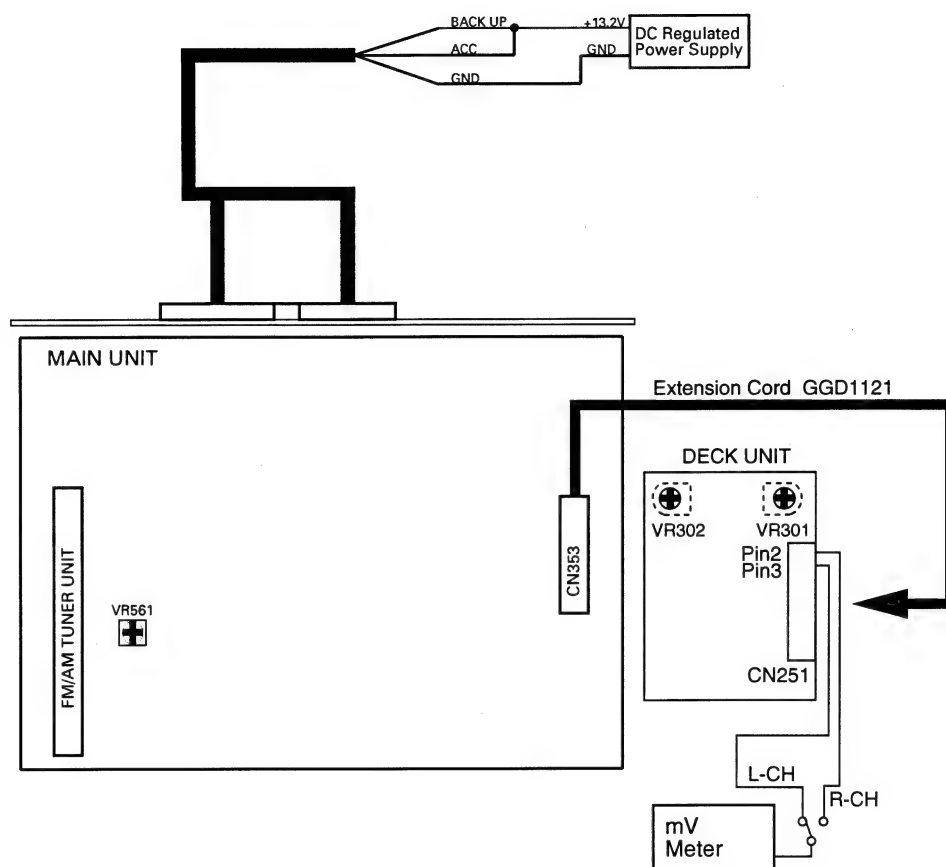 BACK UP
+13.2V
DC Regulated
Power Supply
ACC
GND
GND
MAIN UNIT
Extension Cord GGD1121
DECK UNIT
VR302
VR301
Pin2
Pin3
CN353
FM/AM TUNER UNIT
VR561
CN251
L-CH
R-CH
mV
Meter